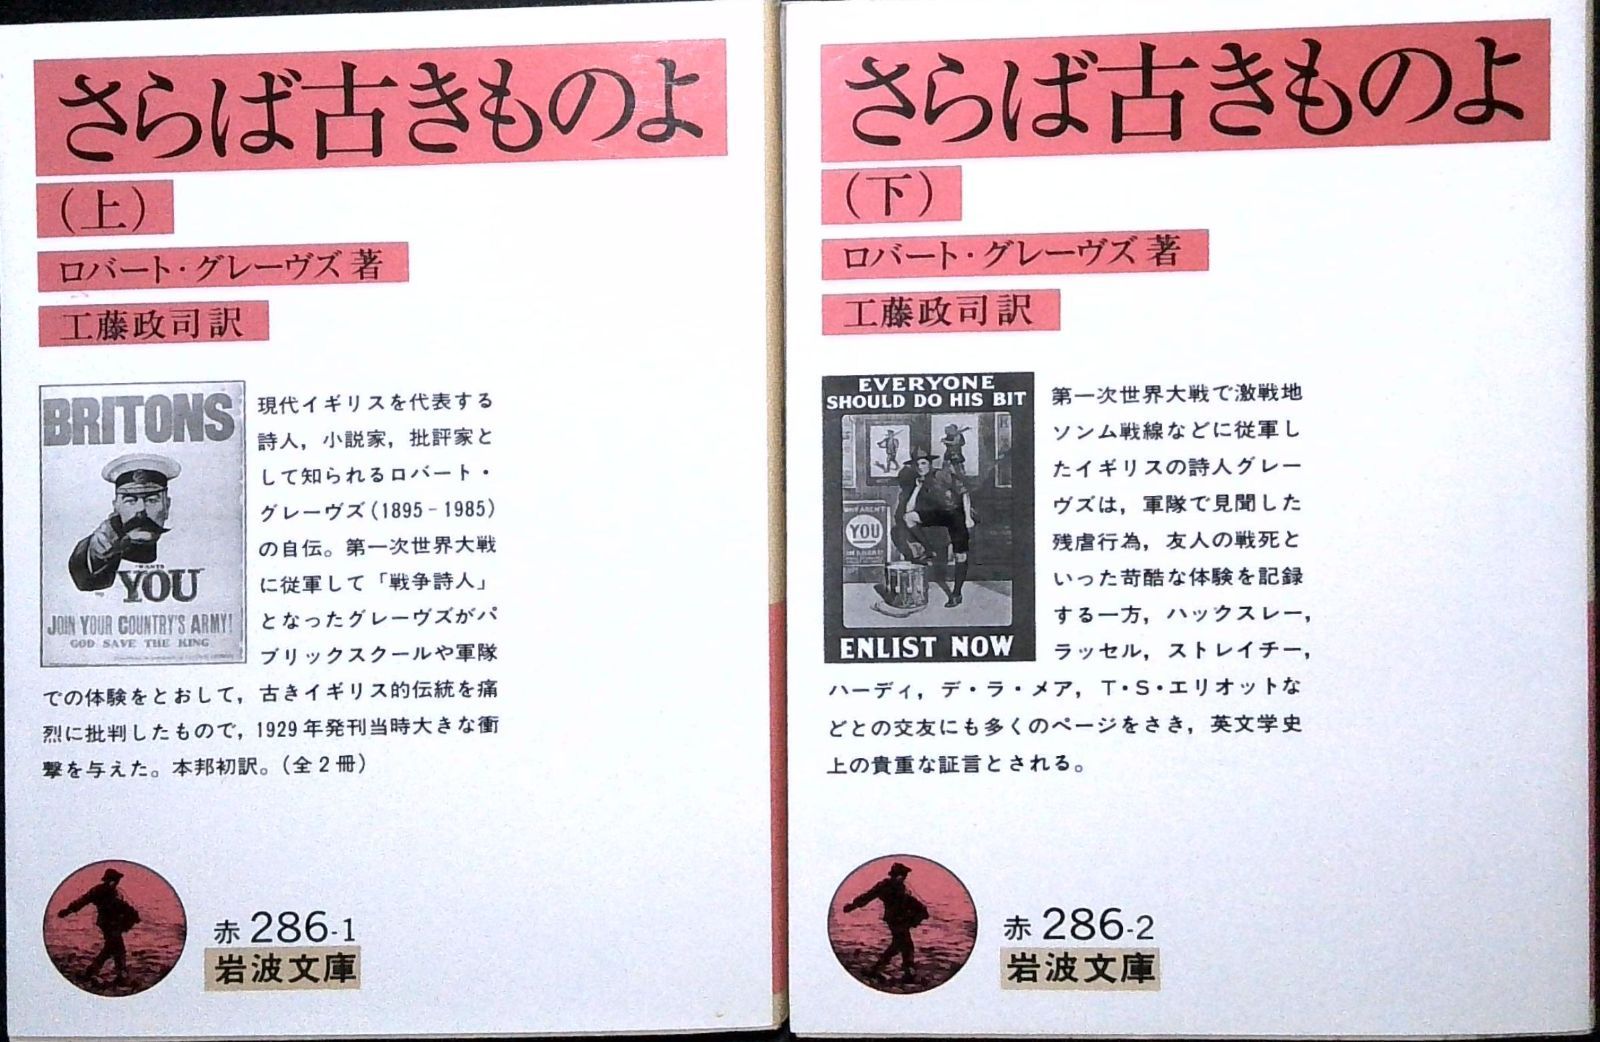 さらば古きものよ
(上)
ロバート・グレーヴズ著
工藤政司訳
BRITONS
"WANTS
YOU
JOIN YOUR COUNTRY'S ARMY!
GOD SAVE THE KING
現代イギリスを代表する
詩人，小説家，批評家と
して知られるロバート・
グレーヴズ(1895-1985)
の自伝。第一次世界大戦
に従軍して「戦争詩人」
となったグレーヴズがパ
ブリックスクールや軍隊
での体験をとおして，古きイギリス的伝統を痛
烈に批判したもので，1929年発刊当時大きな衝
撃を与えた。本邦初訳。(全2冊)
赤 286-1
岩波文庫
さらば古きものよ
(下)
ロバート・グレーヴズ著
工藤政司訳
EVERYONE
SHOULD DO HIS BIT
WHY AREN'T
YOU
ENLIST NOW
第一次世界大戦で激戦地
ソンム戦線などに従軍し
たイギリスの詩人グレー
ヴズは，軍隊で見聞した
残虐行為，友人の戦死と
いった苛酷な体験を記録
する一方，ハックスレー，
ラッセル，ストレイチー，
ハーディ，デ・ラ・メア，T・S・エリオットな
どとの交友にも多くのページをさき，英文学史
上の貴重な証言とされる。
赤 286-2
岩波文庫